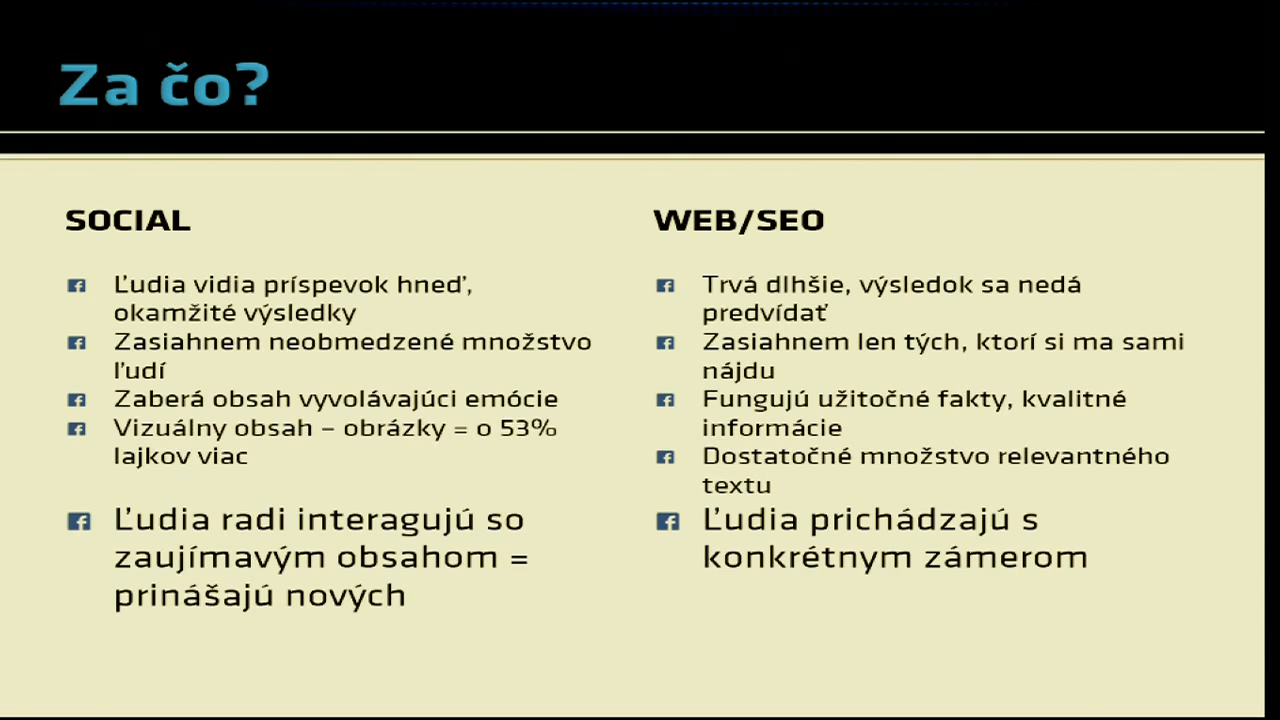 Za čo?
SOCIAL
Ľudia vidia príspevok hneď,
okamžité výsledky
Zasiahnem neobmedzené množstvo
ľudí
Zaberá obsah vyvolávajúci emócie
Vizuálny obsah – obrázky = o 53%
lajkov viac
Ľudia radi interagujú so
zaujímavým obsahom =
prinášajú nových
WEB/SEO
Trvá dlhšie, výsledok sa nedá
predvídať
Zasiahnem len tých, ktorí si ma sami
nájdu
Fungujú užitočné fakty, kvalitné
informácie
Dostatočné množstvo relevantného
textu
Ľudia prichádzajú s
konkrétnym zámerom